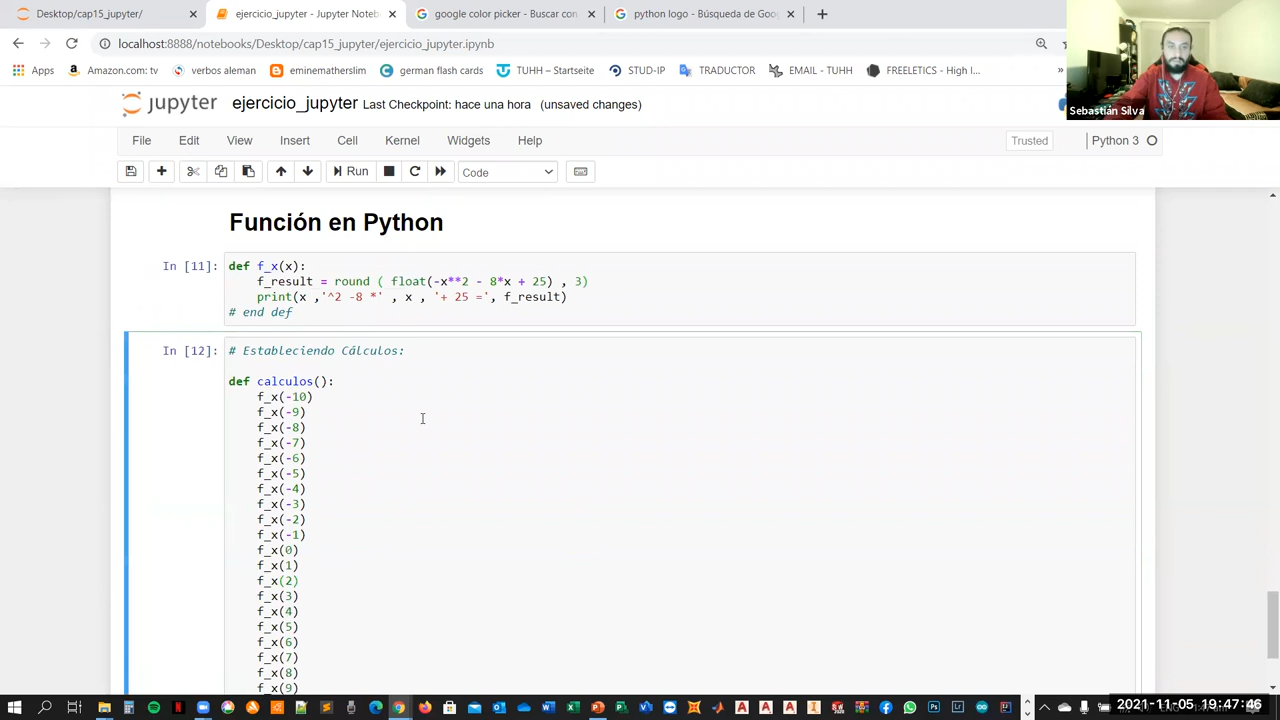 Desktop/cap15_jupyter/
ejercicio_jupyter - Jupyter Noteb
google color picker - Buscar con
python logo - Búsqueda de Goo
localhost:8888/notebooks/Desktop/cap15_jupyter/ejercicio_jupyter.ipynb
Apps
Amazon.com: tv
verbos aleman
eminematherslim
german flash card
TUHH – Startseite
STUD-IP
TRADUCTOR
EMAIL - TUHH
FREELETICS - High I...
Sebastián Silva
jupyter
ejercicio_jupyter Last Checkpoint: hace una hora (unsaved changes)
File Edit View Insert Cell Kernel Widgets Help
Trusted
Python 3
Run
Code
Función en Python
In [11]:
def f_x(x):
f_result = round ( float(-x**2 - 8*x + 25) , 3)
print(x ,'^2 -8 *' , x , '+ 25 =', f_result)
# end def
In [12]:
# Estableciendo Cálculos:
def calculos():
f_x(-10)
f_x(-9)
f_x(-8)
f_x(-7)
f_x(-6)
f_x(-5)
f_x(-4)
f_x(-3)
f_x(-2)
f_x(-1)
f_x(0)
f_x(1)
f_x(2)
f_x(3)
f_x(4)
f_x(5)
f_x(6)
f_x(7)
f_x(8)
f_x(9)
2021-11-05 19:47:46